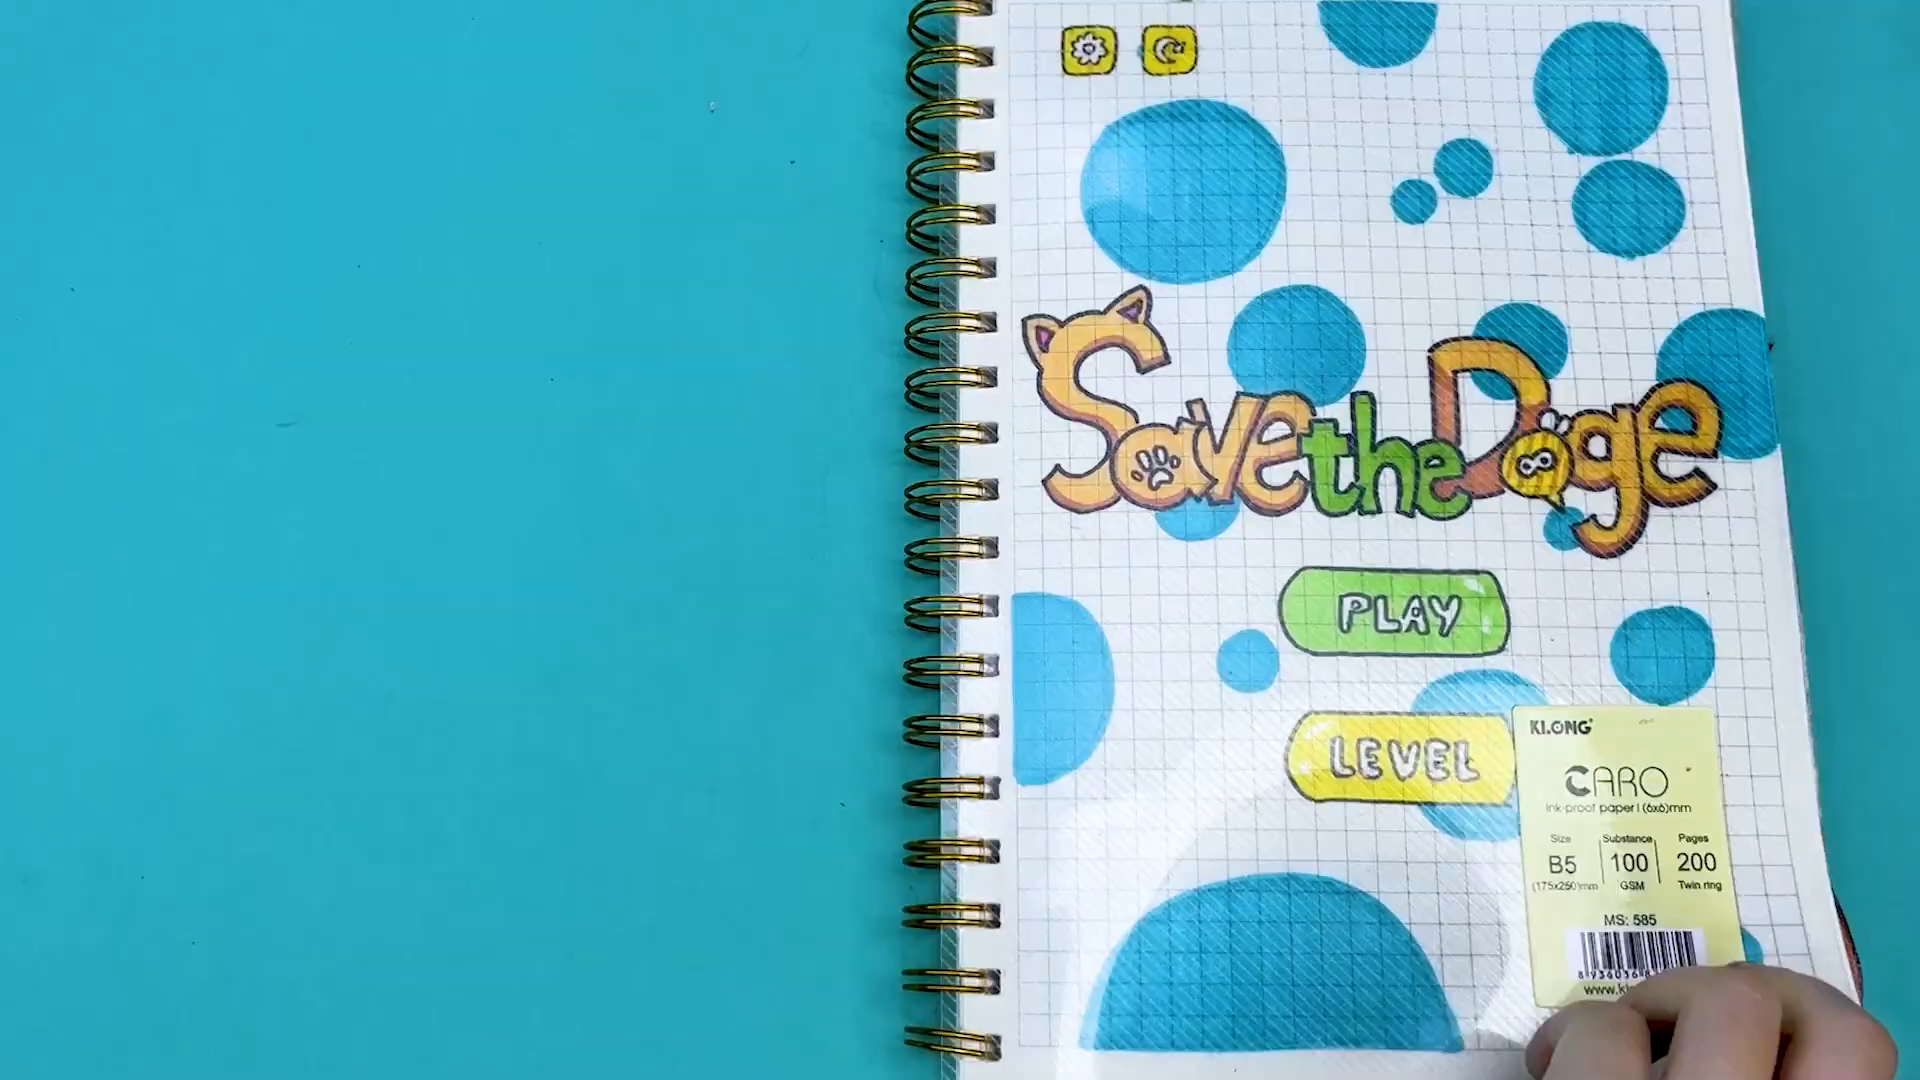 Save the Doge
PLAY
LEVEL
KLONG
CARO
Ink-proof paper | (6x6)mm
Size Substance Pages
B5 100 200
(175x250)mm GSM Twin ring
MS: 585